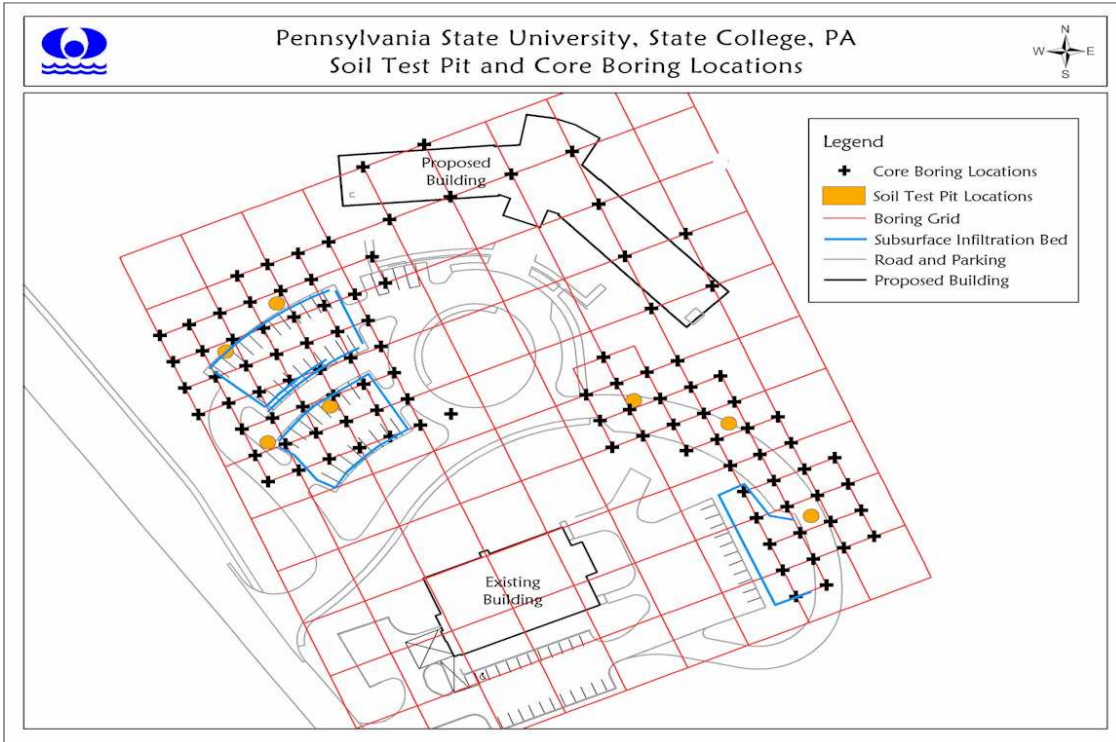 Pennsylvania State University, State College, PA
Soil Test Pit and Core Boring Locations
N
W E
S
Legend
Core Boring Locations
Soil Test Pit Locations
Boring Grid
Subsurface Infiltration Bed
Road and Parking
Proposed Building
Proposed
Building
Existing
Building